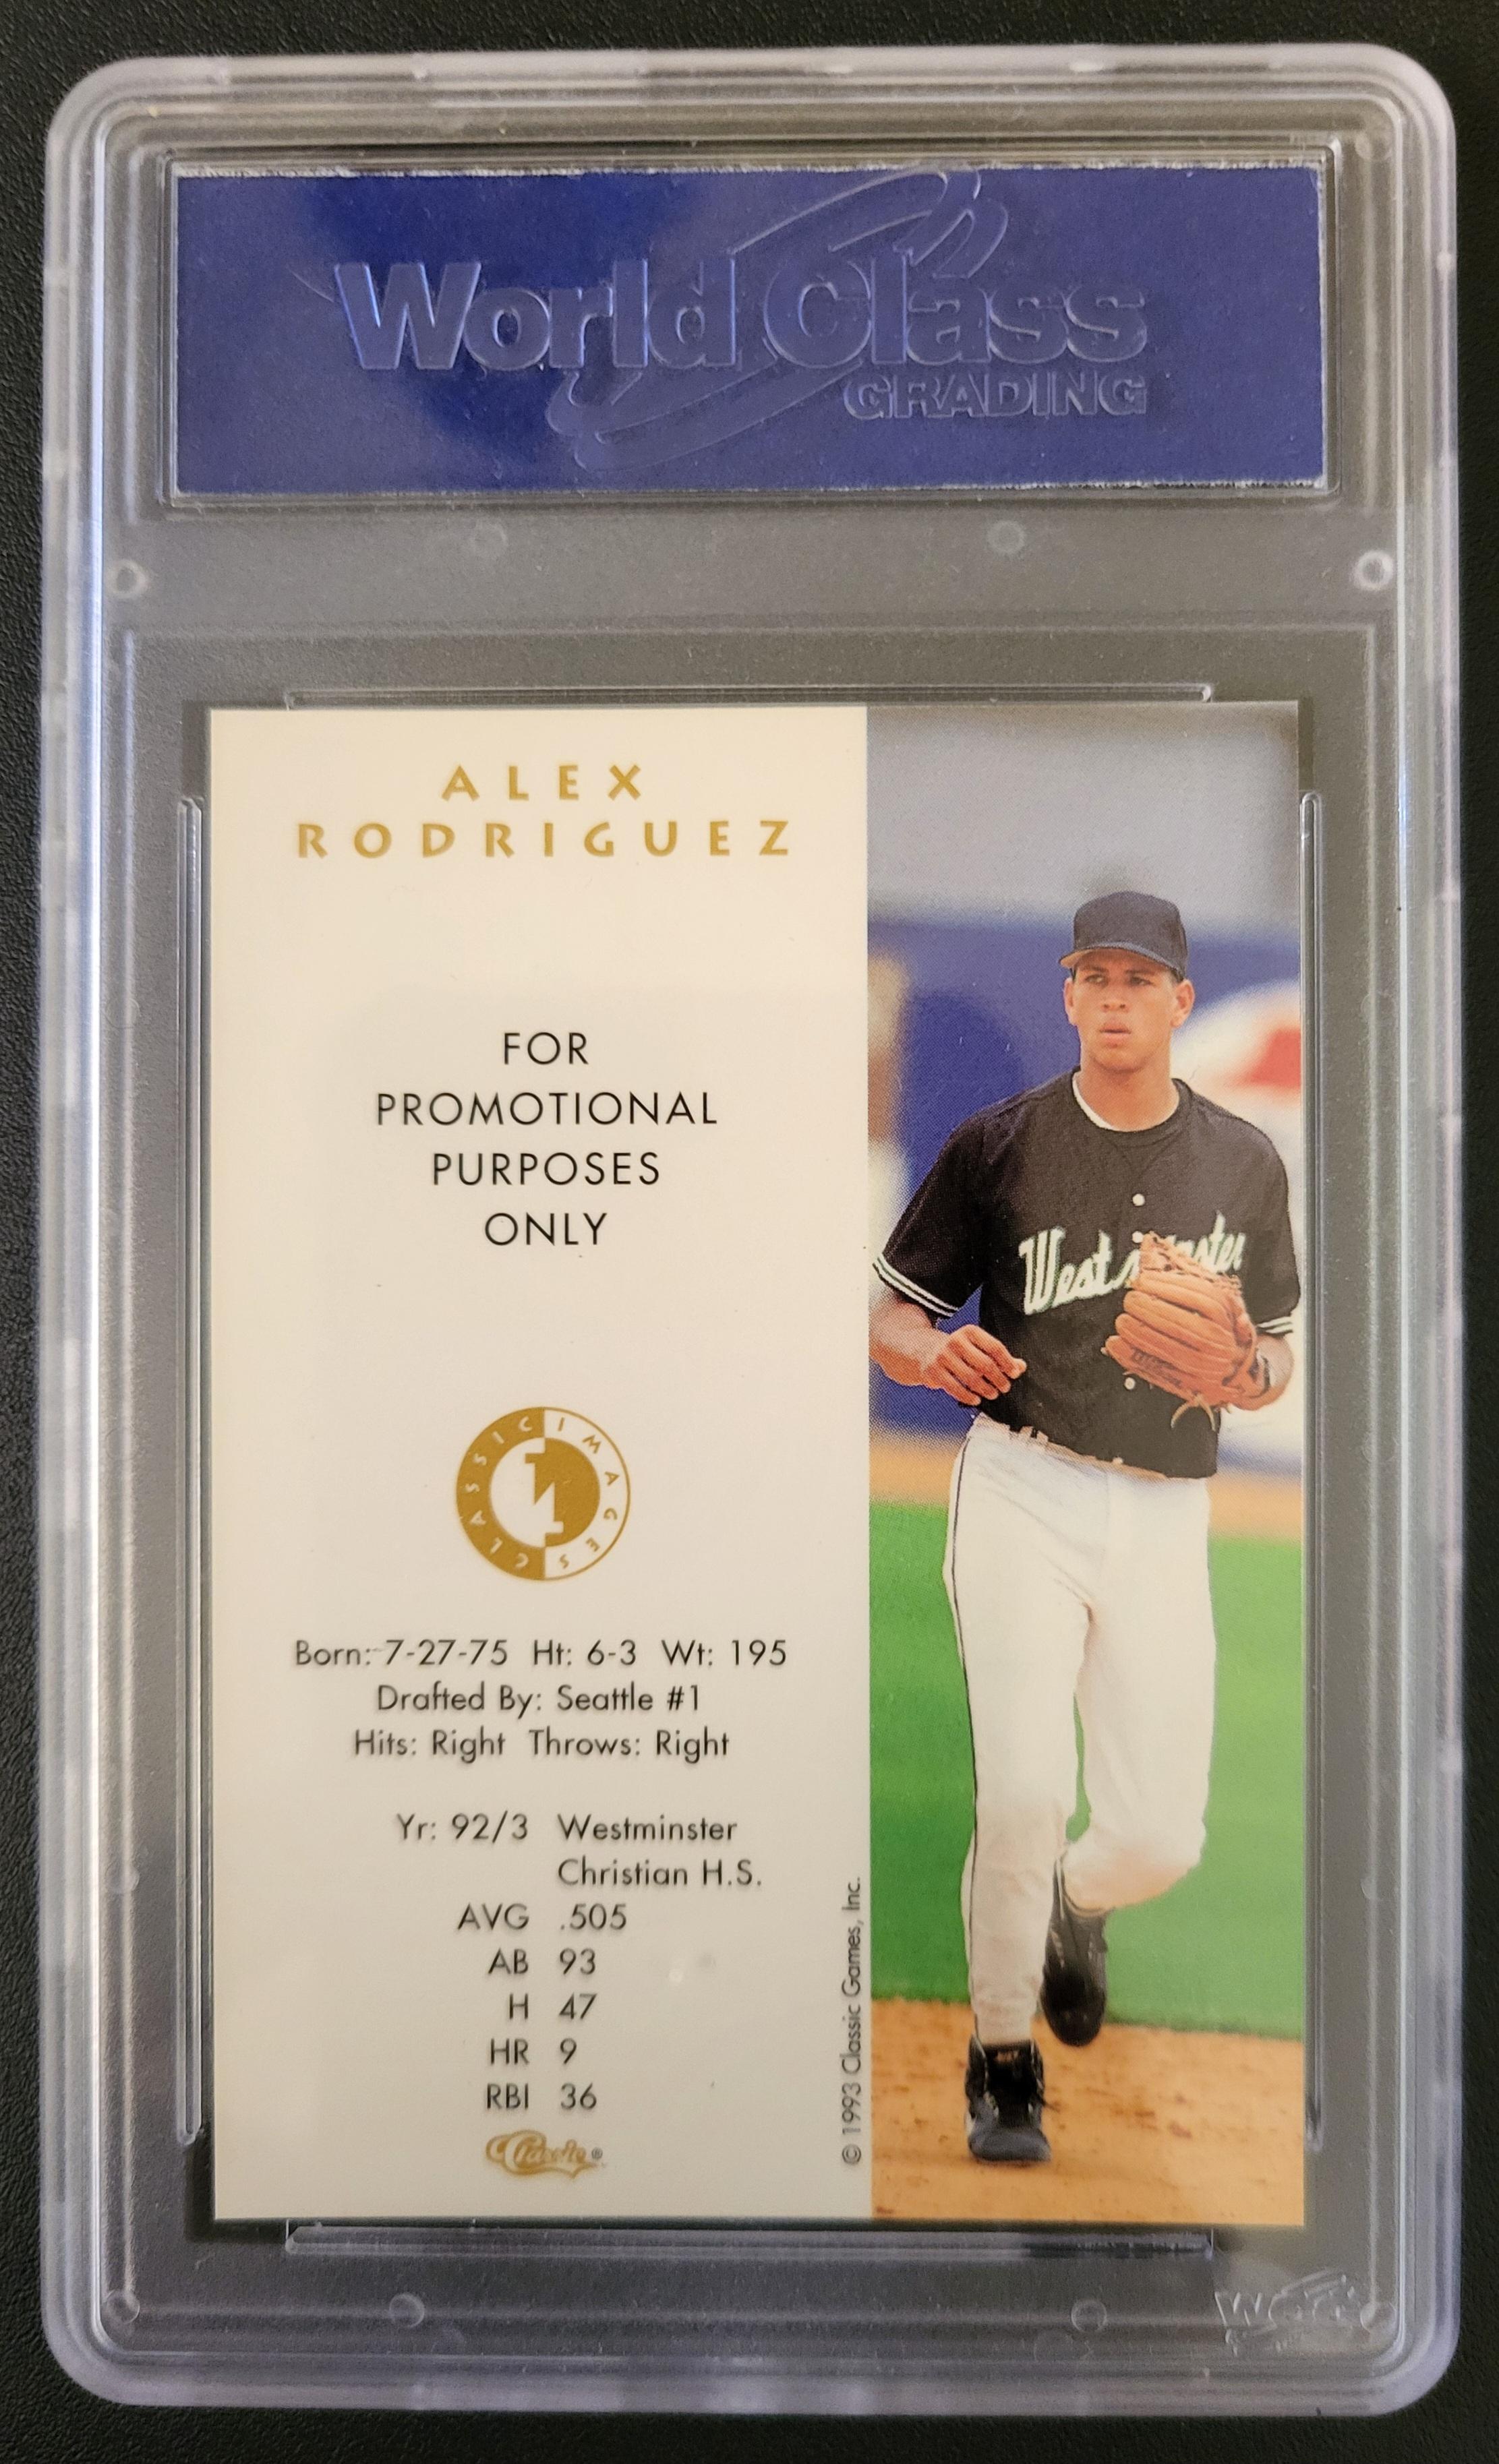 World Class
GRADING
ALEX
RODRIGUEZ
FOR
PROMOTIONAL
PURPOSES
ONLY
CLASSIC IMAGES
Born: 7-27-75 Ht: 6-3 Wt: 195
Drafted By: Seattle #1
Hits: Right Throws: Right
Yr: 92/3 Westminster
Christian H.S.
AVG .505
AB 93
H 47
HR 9
RBI 36
Classic®
© 1993 Classic Games, Inc.